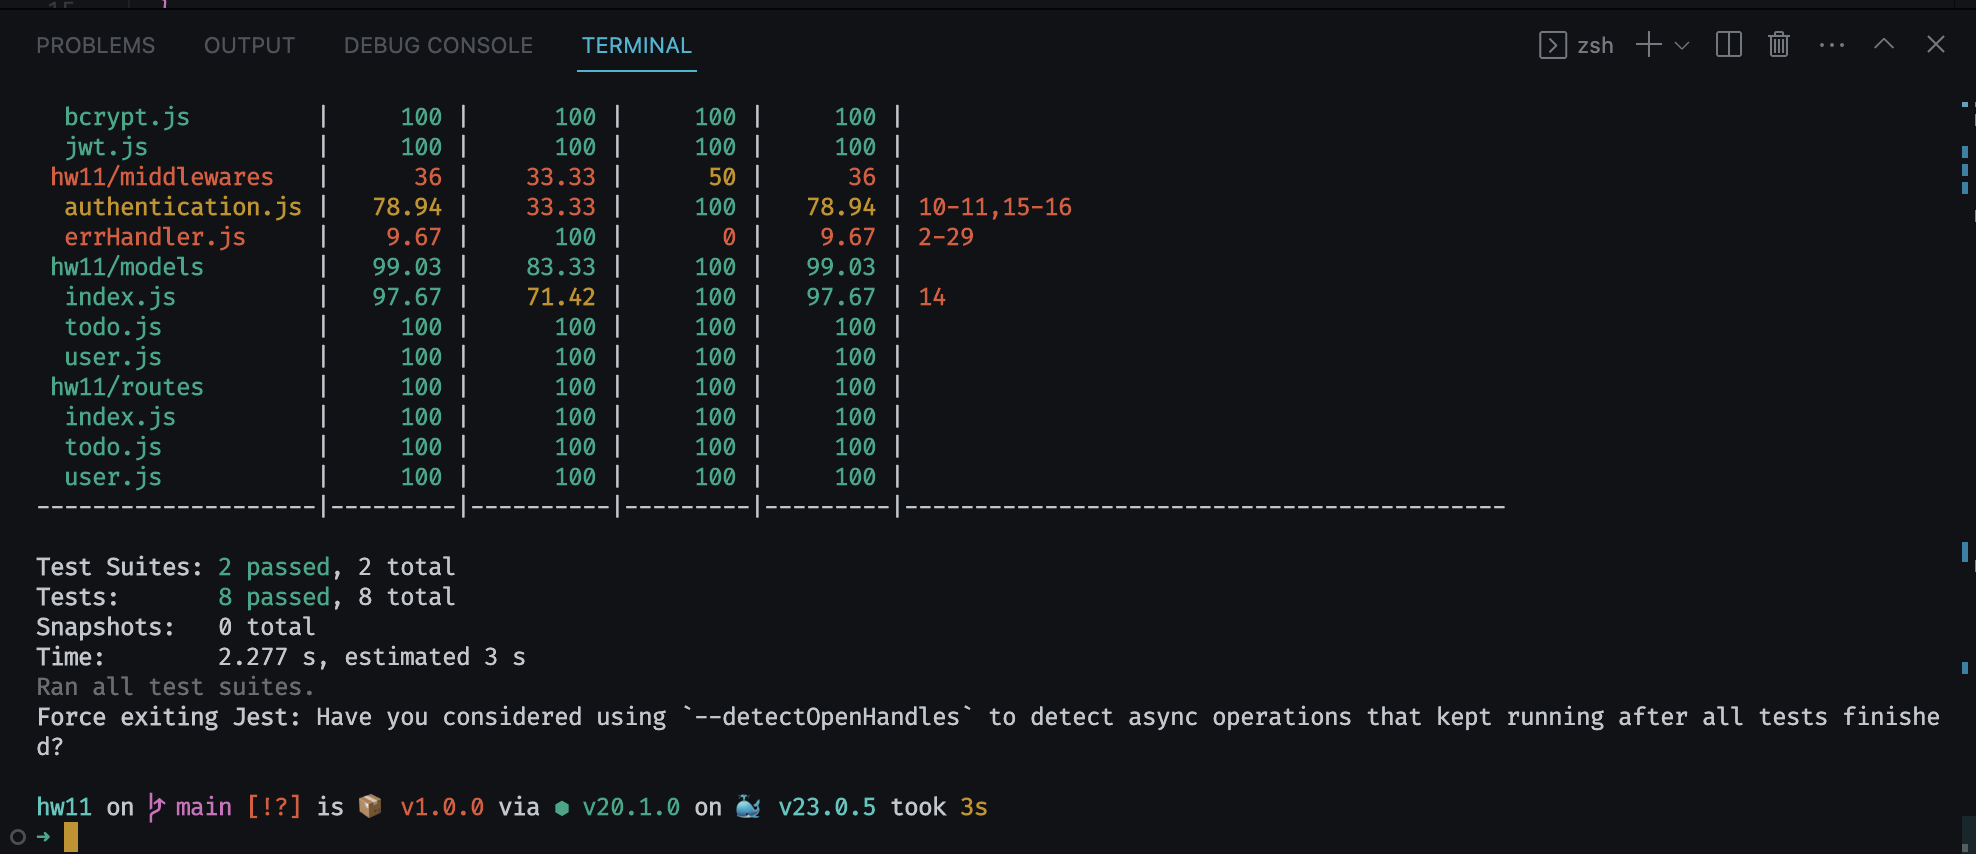 PROBLEMS OUTPUT DEBUG CONSOLE TERMINAL zsh
bcrypt.js | 100 | 100 | 100 | 100 |
jwt.js | 100 | 100 | 100 | 100 |
hw11/middlewares | 36 | 33.33 | 50 | 36 |
authentication.js | 78.94 | 33.33 | 100 | 78.94 | 10-11,15-16
errHandler.js | 9.67 | 100 | 0 | 9.67 | 2-29
hw11/models | 99.03 | 83.33 | 100 | 99.03 |
index.js | 97.67 | 71.42 | 100 | 97.67 | 14
todo.js | 100 | 100 | 100 | 100 |
user.js | 100 | 100 | 100 | 100 |
hw11/routes | 100 | 100 | 100 | 100 |
index.js | 100 | 100 | 100 | 100 |
todo.js | 100 | 100 | 100 | 100 |
user.js | 100 | 100 | 100 | 100 |
--------------------|---------|----------|---------|---------|-------------------------------------------
Test Suites: 2 passed, 2 total
Tests: 8 passed, 8 total
Snapshots: 0 total
Time: 2.277 s, estimated 3 s
Ran all test suites.
Force exiting Jest: Have you considered using `--detectOpenHandles` to detect async operations that kept running after all tests finishe
d?
hw11 on main [!?] is 📦 v1.0.0 via ⬢ v20.1.0 on 🐳 v23.0.5 took 3s
➜